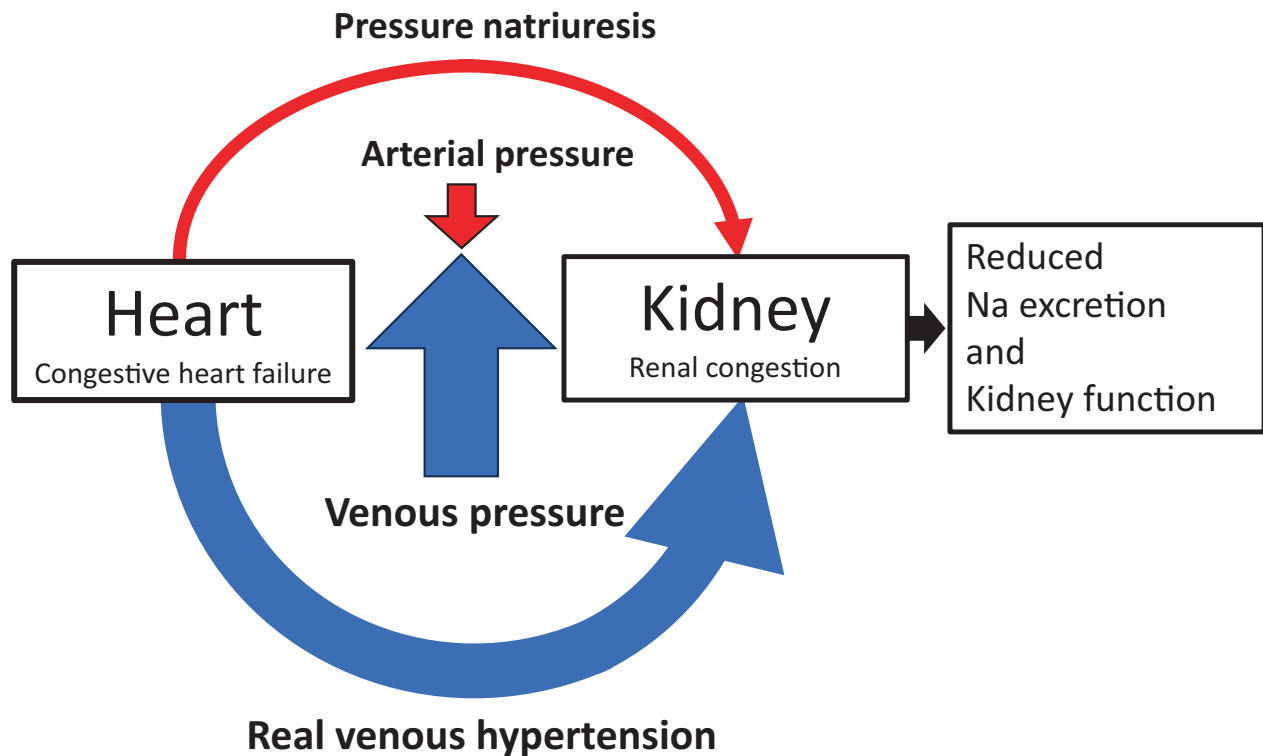 Pressure natriuresis
Arterial pressure
Heart
Congestive heart failure
Kidney
Renal congestion
Reduced
Na excretion
and
Kidney function
Venous pressure
Real venous hypertension